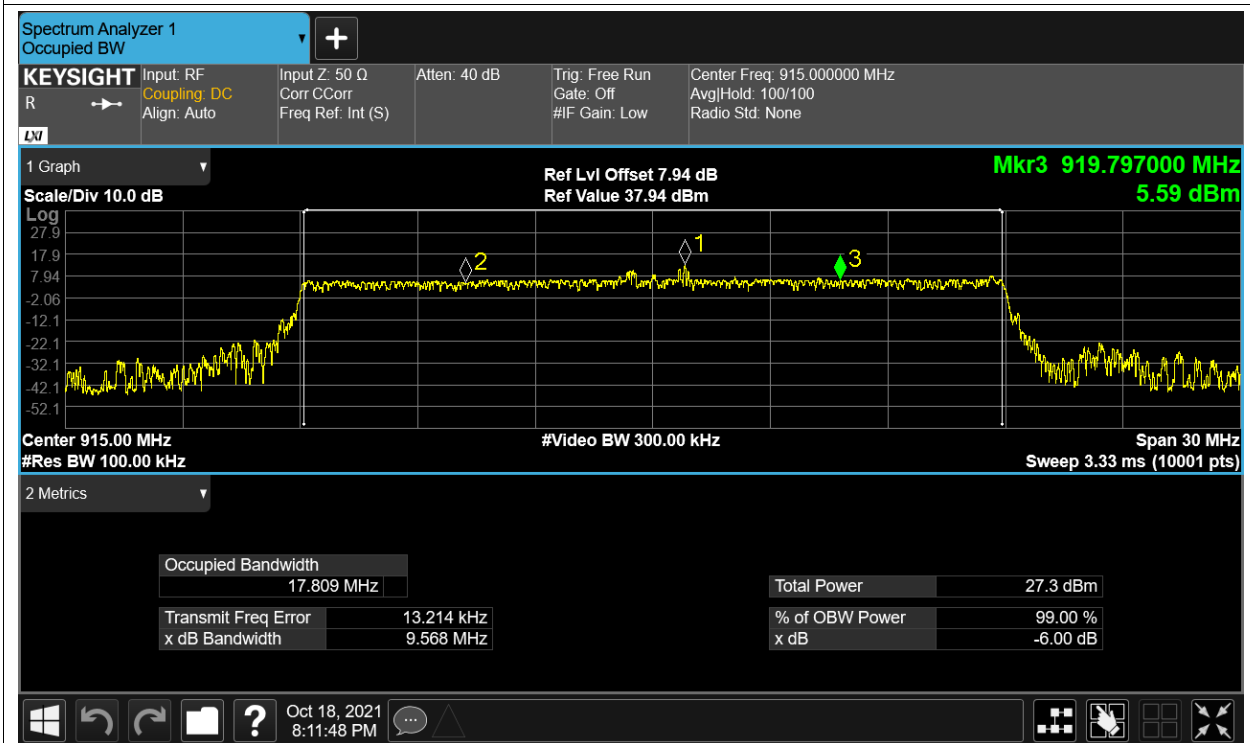 Spectrum Analyzer 1
Occupied BW
KEYSIGHT
R
LXI
Input: RF
Coupling: DC
Align: Auto
Input Z: 50 Ω
Corr CCorr
Freq Ref: Int (S)
Atten: 40 dB
Trig: Free Run
Gate: Off
#IF Gain: Low
Center Freq: 915.000000 MHz
Avg|Hold: 100/100
Radio Std: None
1 Graph
Scale/Div 10.0 dB
Ref Lvl Offset 7.94 dB
Ref Value 37.94 dBm
Mkr3 919.797000 MHz
5.59 dBm
Log
27.9
17.9
7.94
-2.06
-12.1
-22.1
-32.1
-42.1
-52.1
2
1
3
Center 915.00 MHz
#Video BW 300.00 kHz
Span 30 MHz
#Res BW 100.00 kHz
Sweep 3.33 ms (10001 pts)
2 Metrics
Occupied Bandwidth
17.809 MHz
Total Power 27.3 dBm
Transmit Freq Error 13.214 kHz
% of OBW Power 99.00 %
x dB Bandwidth 9.568 MHz
x dB -6.00 dB
?
Oct 18, 2021
8:11:48 PM